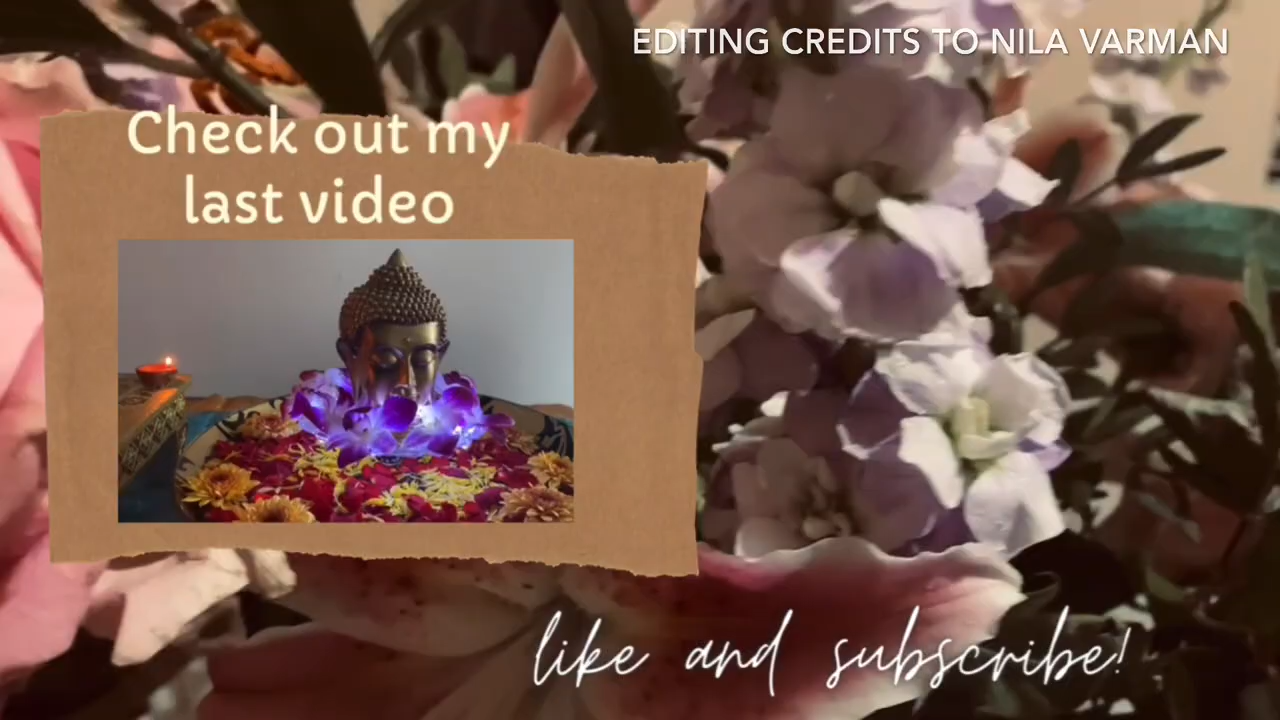 EDITING CREDITS TO NILA VARMAN
Check out my
last video
like and subscribe!